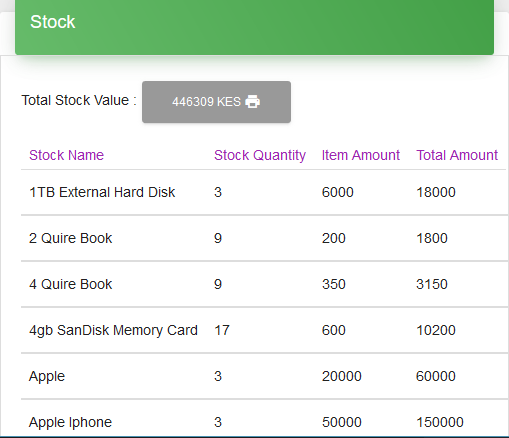 Stock
Total Stock Value : 446309 KES
Stock Name Stock Quantity Item Amount Total Amount
1TB External Hard Disk 3 6000 18000
2 Quire Book 9 200 1800
4 Quire Book 9 350 3150
4gb SanDisk Memory Card 17 600 10200
Apple 3 20000 60000
Apple Iphone 3 50000 150000